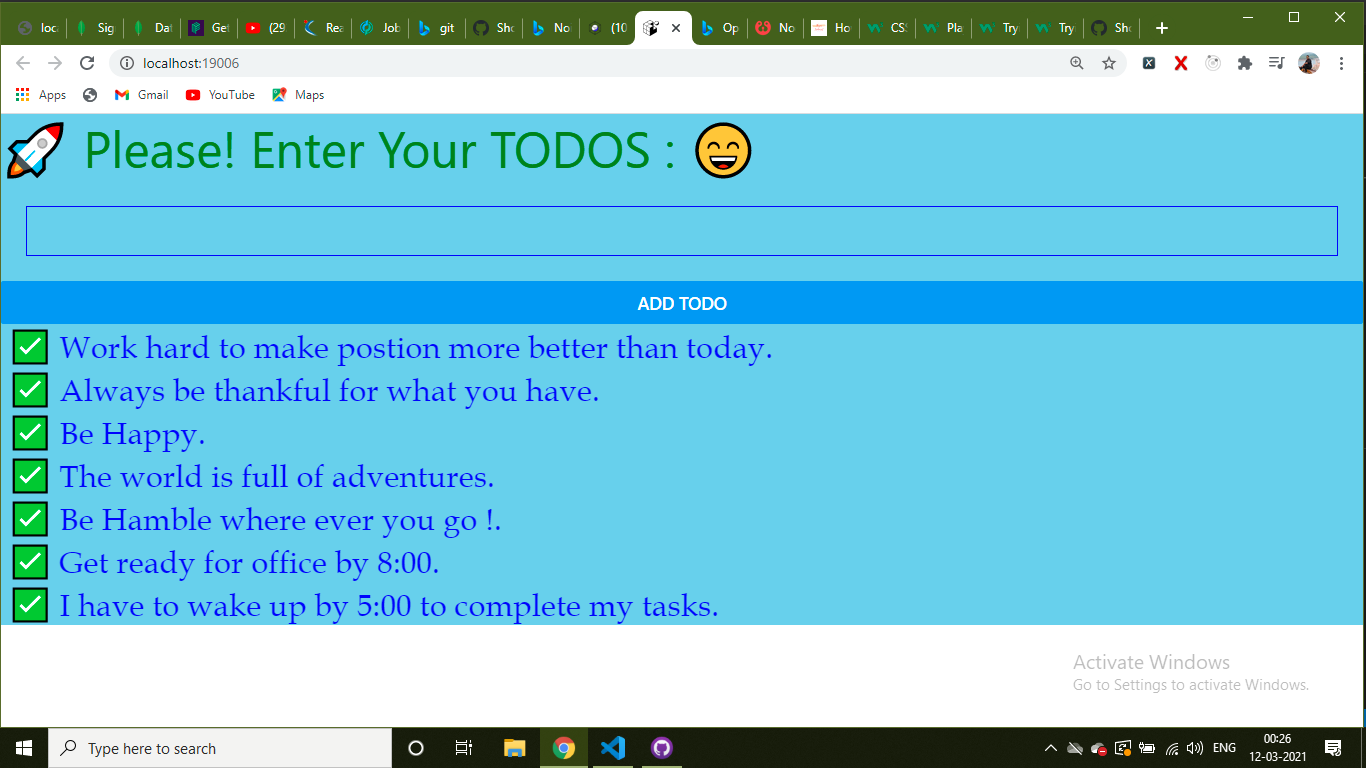 loc
Sig
Dat
Get
(29
Rea
Job
git
Sho
No
(10
Op
No
Ho
CSS
Pla
Try
Try
Sho
localhost:19006
Apps
Gmail
YouTube
Maps
🚀 Please! Enter Your TODOS : 😄
ADD TODO
✅ Work hard to make postion more better than today.
✅ Always be thankful for what you have.
✅ Be Happy.
✅ The world is full of adventures.
✅ Be Hamble where ever you go !.
✅ Get ready for office by 8:00.
✅ I have to wake up by 5:00 to complete my tasks.
Activate Windows
Go to Settings to activate Windows.
Type here to search
ENG
00:26
12-03-2021